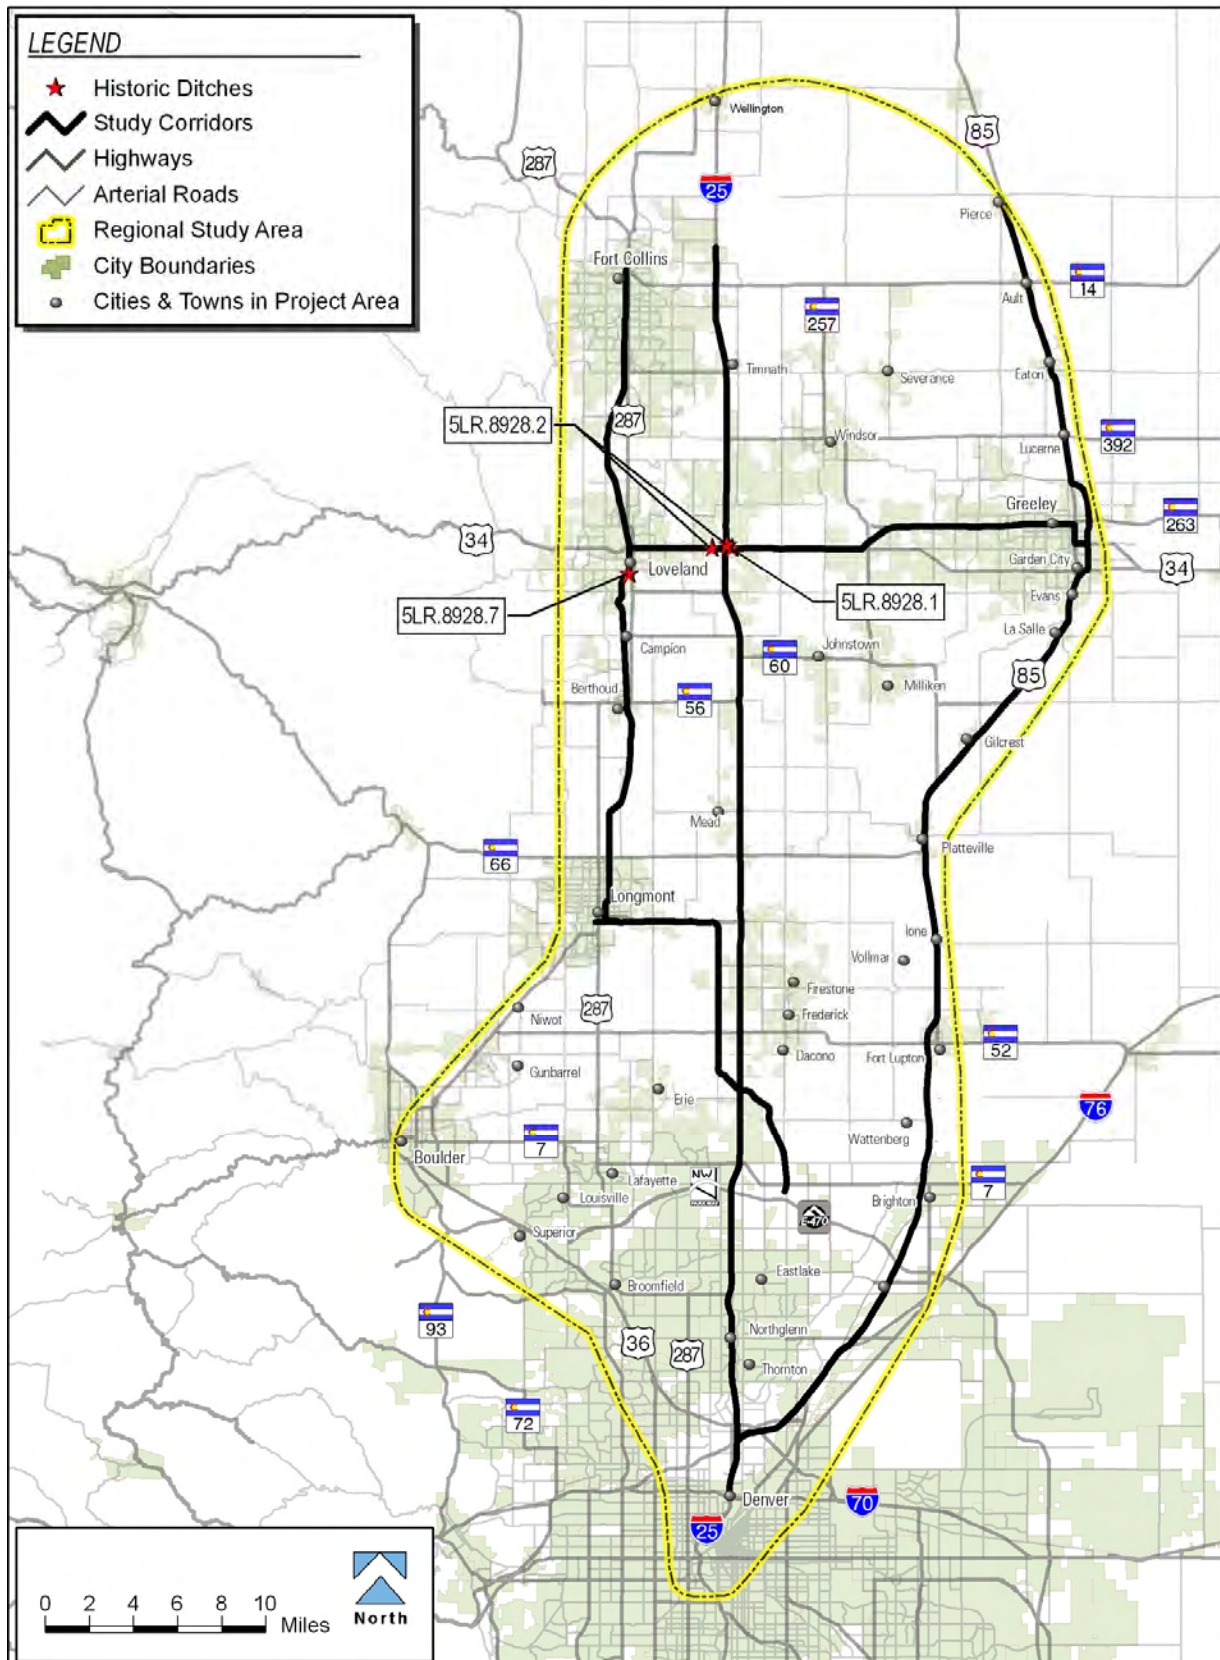 LEGEND
Historic Ditches
Study Corridors
Highways
Arterial Roads
Regional Study Area
City Boundaries
Cities & Towns in Project Area
Wellington
85
287
25
Pierce
Fort Collins
14
Ault
257
Timnath
Severance
Eaton
5LR.8928.2
287
Windsor
Lucerne
392
Greeley
263
34
Loveland
Garden City
34
5LR.8928.7
5LR.8928.1
Evans
La Salle
Campion
60
Johnstown
85
Berthoud
56
Milliken
Gilcrest
Mead
66
Platteville
Longmont
Ione
Vollmar
Firestone
Niwot
287
Frederick
Dacono
Fort Lupton
52
Gunbarrel
Erie
76
Wattenberg
7
Boulder
Lafayette
NW
7
Louisville
Brighton
E-470
Superior
Eastlake
Broomfield
93
36
287
Northglenn
Thornton
72
Denver
70
25
0 2 4 6 8 10
Miles
North